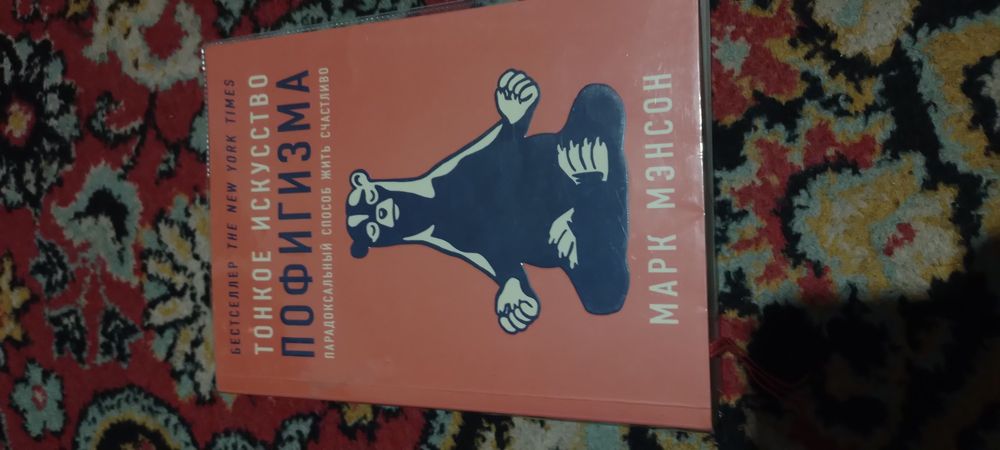 БЕСТСЕЛЛЕР THE NEW YORK TIMES
ТОНКОЕ ИСКУССТВО
ПОФИГИЗМА
ПАРАДОКСАЛЬНЫЙ СПОСОБ ЖИТЬ СЧАСТЛИВО
МАРК МЭНСОН